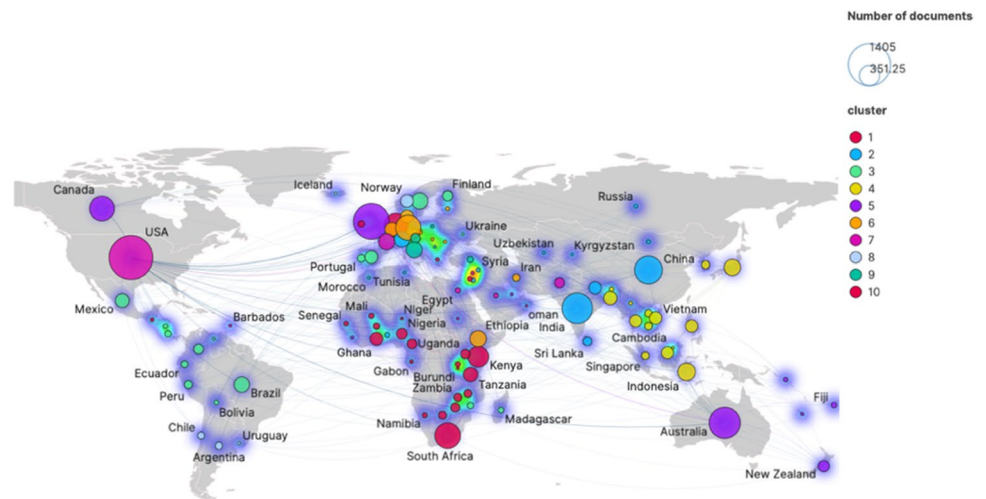 Number of documents
1405
351.25
cluster
1
2
3
4
5
6
7
8
9
10
Canada
Iceland
Norway
Finland
Russia
USA
Ukraine
Uzbekistan
Kyrgyzstan
China
Portugal
Syria
Iran
Morocco
Tunisia
Mexico
Egypt
Barbados
Senegal
Mali
Niger
Nigeria
Ethiopia
oman
India
Vietnam
Ghana
Uganda
Sri Lanka
Cambodia
Ecuador
Gabon
Kenya
Singapore
Peru
Brazil
Burundi
Zambia
Tanzania
Indonesia
Bolivia
Namibia
Madagascar
Fiji
Chile
Uruguay
Australia
Argentina
South Africa
New Zealand